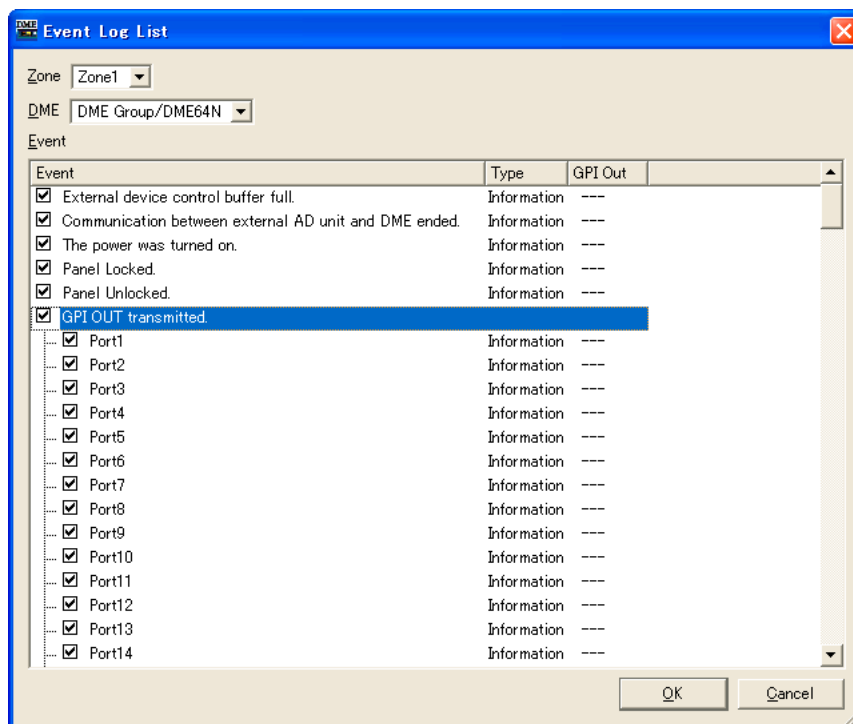 DME Event Log List
Zone Zone1
DME DME Group/DME64N
Event
Event Type GPI Out
External device control buffer full. Information ---
Communication between external AD unit and DME ended. Information ---
The power was turned on. Information ---
Panel Locked. Information ---
Panel Unlocked. Information ---
GPI OUT transmitted.
Port1 Information ---
Port2 Information ---
Port3 Information ---
Port4 Information ---
Port5 Information ---
Port6 Information ---
Port7 Information ---
Port8 Information ---
Port9 Information ---
Port10 Information ---
Port11 Information ---
Port12 Information ---
Port13 Information ---
Port14 Information ---
OK Cancel